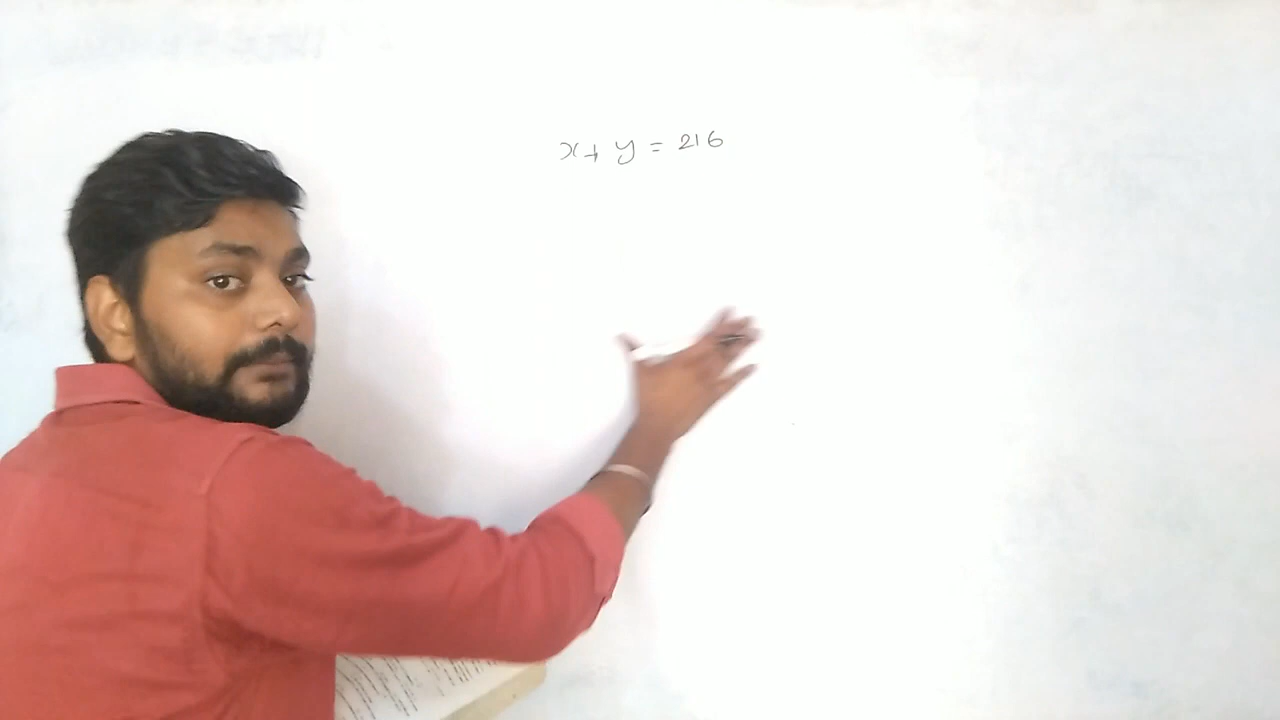 x + y = 216